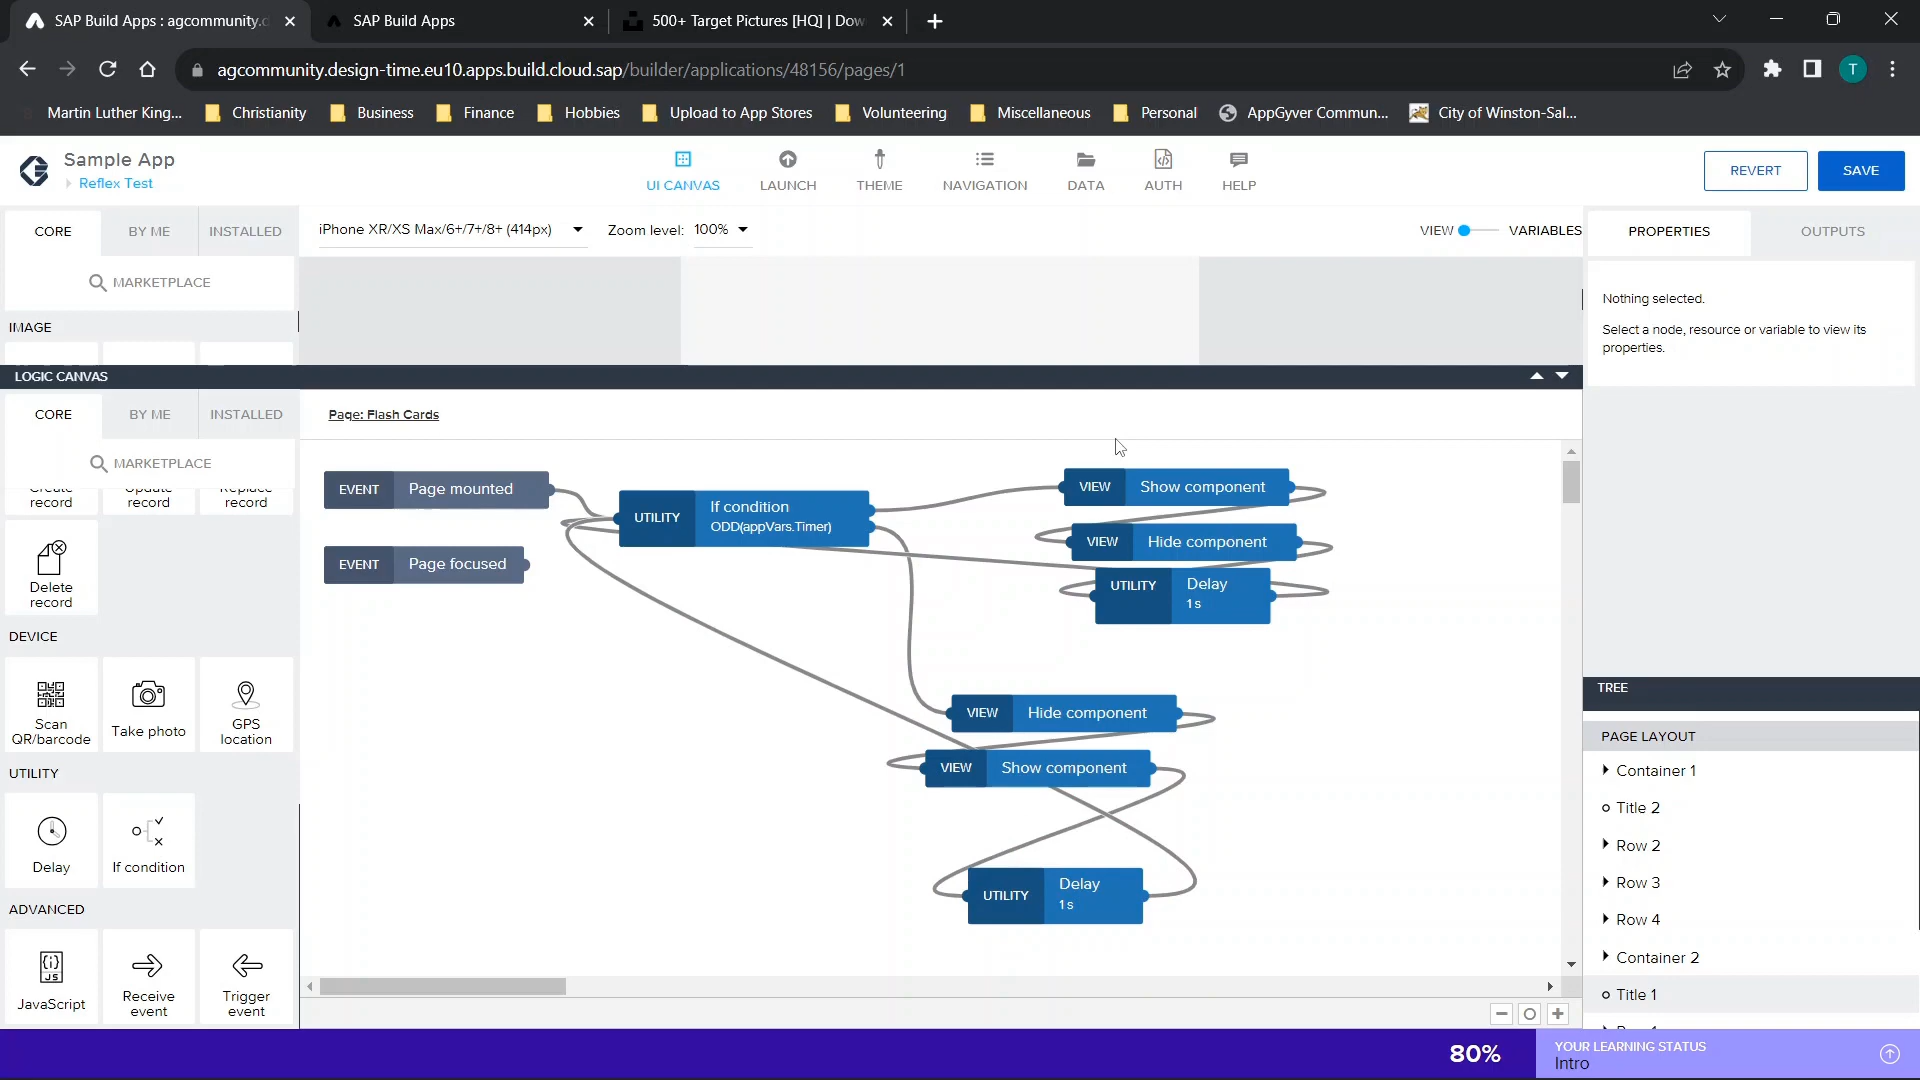 SAP Build Apps : agcommunity.c
SAP Build Apps
500+ Target Pictures [HQ] | Dow
agcommunity.design-time.eu10.apps.build.cloud.sap/builder/applications/48156/pages/1
T
Martin Luther King...
Christianity
Business
Finance
Hobbies
Upload to App Stores
Volunteering
Miscellaneous
Personal
AppGyver Commun...
City of Winston-Sal...
Sample App
Reflex Test
UI CANVAS
LAUNCH
THEME
NAVIGATION
DATA
AUTH
HELP
REVERT
SAVE
CORE
BY ME
INSTALLED
iPhone XR/XS Max/6+/7+/8+ (414px)
Zoom level:
100%
VIEW
VARIABLES
PROPERTIES
OUTPUTS
MARKETPLACE
Nothing selected.
Select a node, resource or variable to view its
properties.
IMAGE
LOGIC CANVAS
CORE
BY ME
INSTALLED
Page: Flash Cards
MARKETPLACE
Create
record
Update
record
Replace
record
Delete
record
DEVICE
Scan
QR/barcode
Take photo
GPS
location
UTILITY
Delay
If condition
ADVANCED
JS
JavaScript
Receive
event
Trigger
event
EVENT
Page mounted
EVENT
Page focused
UTILITY
If condition
ODD(appVars.Timer)
VIEW
Show component
VIEW
Hide component
UTILITY
Delay
1 s
VIEW
Hide component
VIEW
Show component
UTILITY
Delay
1 s
TREE
PAGE LAYOUT
Container 1
Title 2
Row 2
Row 3
Row 4
Container 2
Title 1
80%
YOUR LEARNING STATUS
Intro